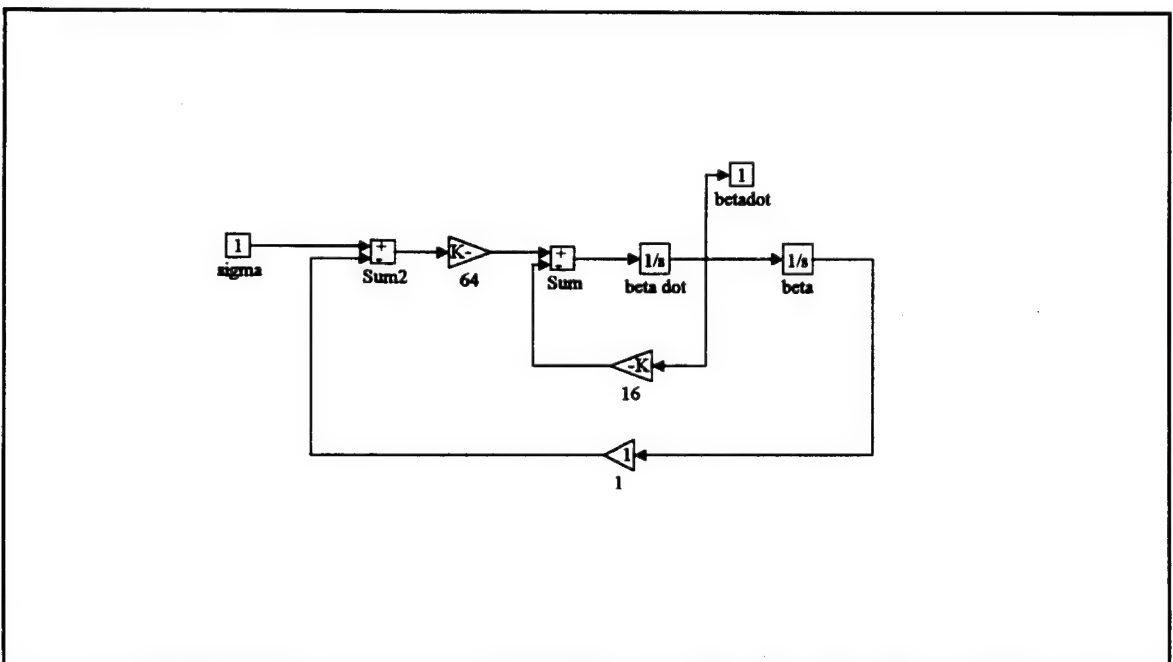 1
betadot
1
sigma
+
-
Sum2
K-
64
+
-
Sum
1/s
beta dot
1/s
beta
-K
16
1
1